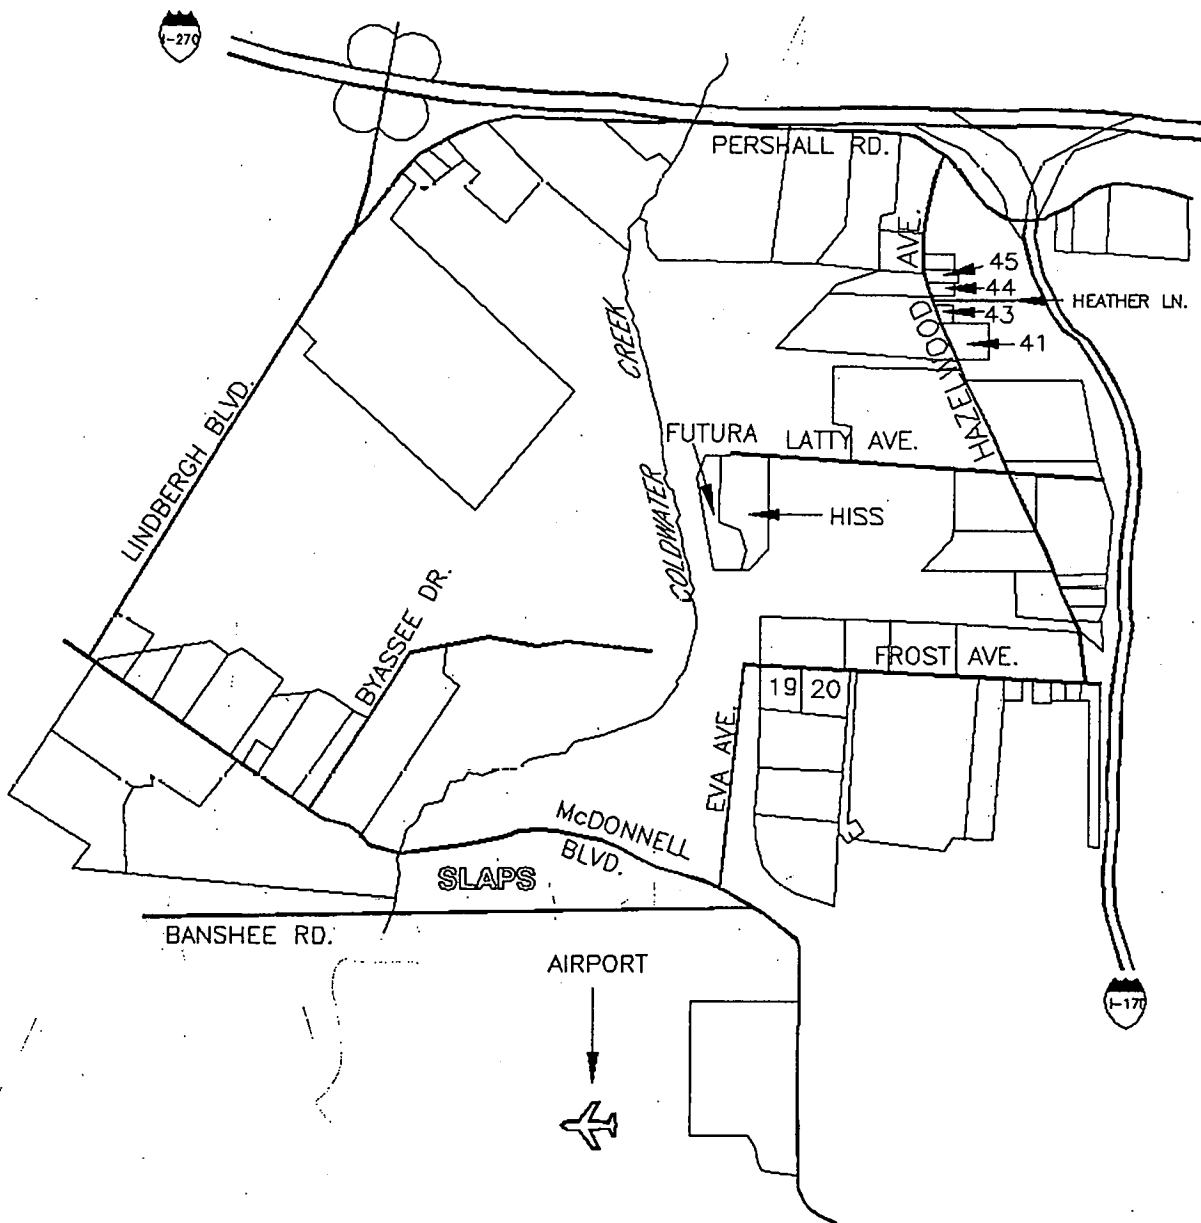 I-270
PERSHALL RD.
HAZELWOOD AVE.
45
44
HEATHER LN.
43
41
COLDWATER CREEK
LINDBERGH BLVD.
FUTURA
LATTY AVE.
HISS
BYASSEE DR.
FROST AVE.
19 20
EVA AVE.
McDONNELL
BLVD.
SLAPS
BANSHEE RD.
AIRPORT
I-170